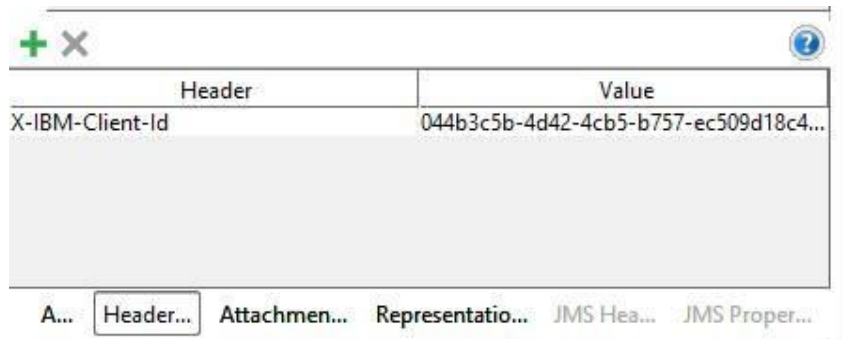 Header Value
X-IBM-Client-Id 044b3c5b-4d42-4cb5-b757-ec509d18c4...
A... Header... Attachmen... Representatio... JMS Hea... JMS Proper...